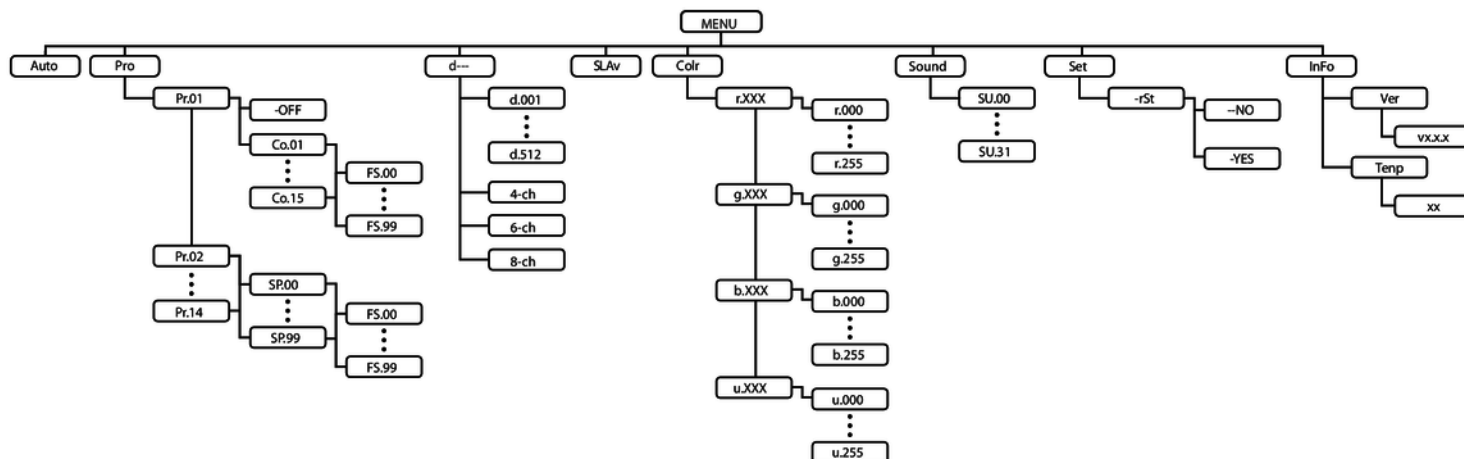 MENU
Auto
Pro
d---
SLAv
Colr
Sound
Set
InFo
Pr.01
-OFF
Co.01
Co.15
FS.00
FS.99
Pr.02
Pr.14
SP.00
SP.99
FS.00
FS.99
d.001
d.512
4-ch
6-ch
8-ch
r.XXX
r.000
r.255
g.XXX
g.000
g.255
b.XXX
b.000
b.255
u.XXX
u.000
u.255
SU.00
SU.31
-rSt
--NO
-YES
Ver
vx.x.x
Tenp
xx